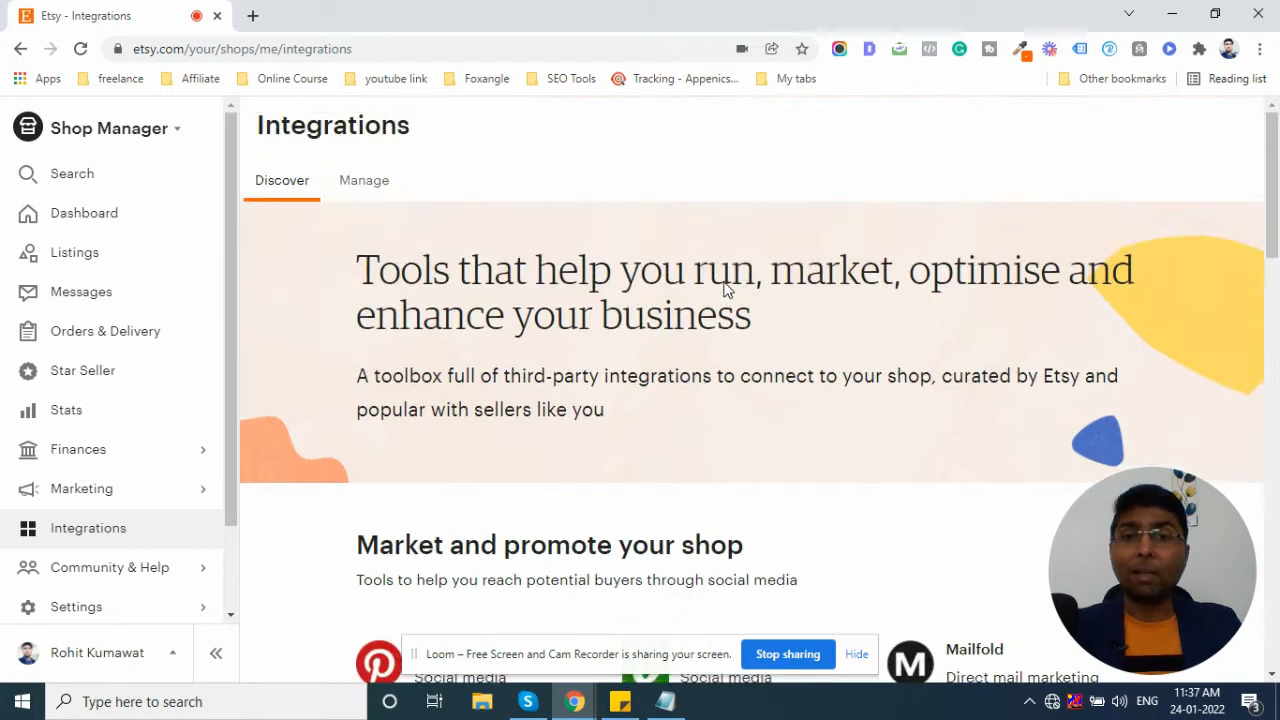 Etsy - Integrations
etsy.com/your/shops/me/integrations
Apps
freelance
Affiliate
Online Course
youtube link
Foxangle
SEO Tools
Tracking - Appenics...
My tabs
Other bookmarks
Reading list
Shop Manager
Search
Dashboard
Listings
Messages
Orders & Delivery
Star Seller
Stats
Finances
Marketing
Integrations
Community & Help
Settings
Rohit Kumawat
Integrations
Discover
Manage
Tools that help you run, market, optimise and
enhance your business
A toolbox full of third-party integrations to connect to your shop, curated by Etsy and
popular with sellers like you
Market and promote your shop
Tools to help you reach potential buyers through social media
Social media
Social media
M
Mailfold
Direct mail marketing
Loom – Free Screen and Cam Recorder is sharing your screen.
Stop sharing
Hide
Type here to search
ENG
11:37 AM
24-01-2022
3